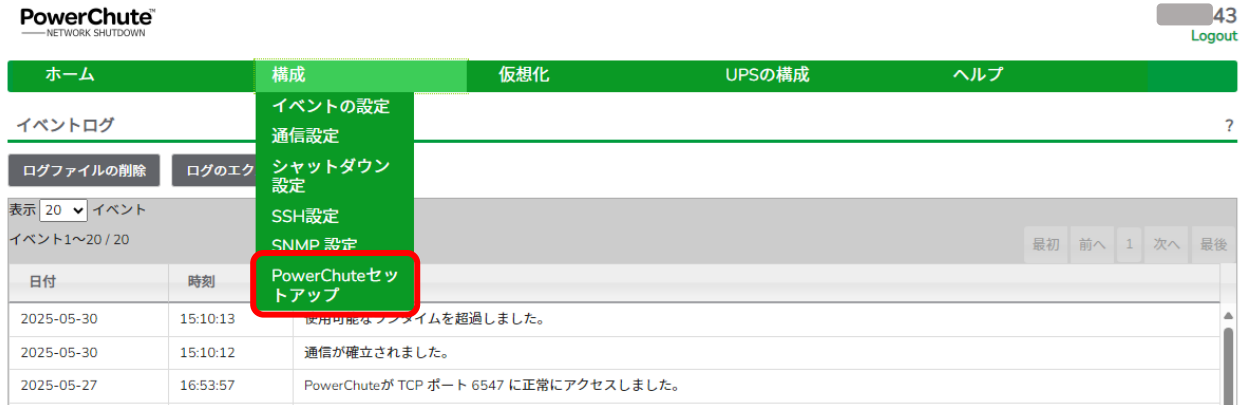 PowerChute™
NETWORK SHUTDOWN
43
Logout
ホーム 構成 仮想化 UPSの構成 ヘルプ
イベントの設定
通信設定
シャットダウン
設定
SSH設定
SNMP 設定
PowerChuteセッ
トアップ
イベントログ ?
ログファイルの削除 ログのエク
表示 20 イベント
イベント1～20 / 20
最初 前へ 1 次へ 最後
日付 時刻
2025-05-30 15:10:13 使用可能なランタイムを超過しました。
2025-05-30 15:10:12 通信が確立されました。
2025-05-27 16:53:57 PowerChuteが TCP ポート 6547 に正常にアクセスしました。